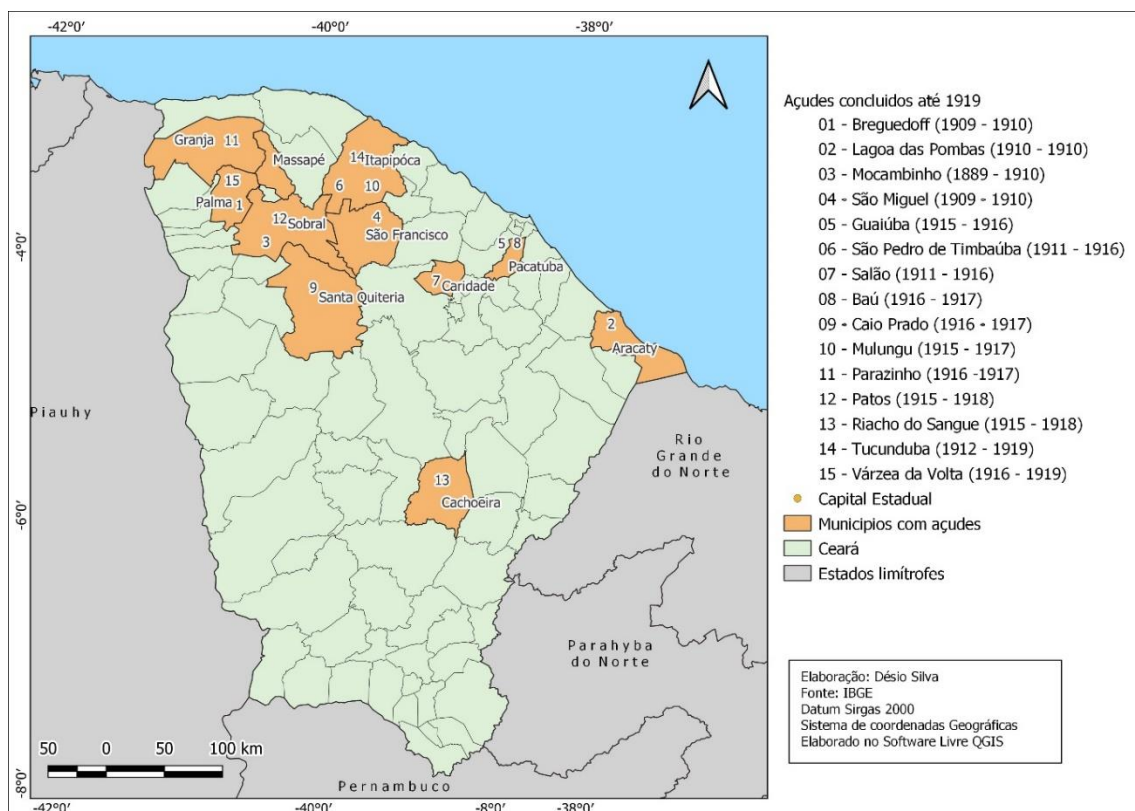 -42°0′ -40°0′ -38°0′
Granja 11
Massapé
14 Itapipóca
15
6 10
Palma 1
12 Sobral
4
São Francisco
3
5 8
Pacatuba
7 Caridade
9 Santa Quiteria
2
Aracatý
-4°0′
Piauhy
Rio
Grande
do Norte
13
Cachoëira
-6°0′
Parahyba
do Norte
50 0 50 100 km
Pernambuco
-8°0′
-42°0′ -40°0′ -8°0′ -38°0′
Açudes concluidos até 1919
01 - Breguedoff (1909 - 1910)
02 - Lagoa das Pombas (1910 - 1910)
03 - Mocambinho (1889 - 1910)
04 - São Miguel (1909 - 1910)
05 - Guaiúba (1915 - 1916)
06 - São Pedro de Timbaúba (1911 - 1916)
07 - Salão (1911 - 1916)
08 - Baú (1916 - 1917)
09 - Caio Prado (1916 - 1917)
10 - Mulungu (1915 - 1917)
11 - Parazinho (1916 -1917)
12 - Patos (1915 - 1918)
13 - Riacho do Sangue (1915 - 1918)
14 - Tucunduba (1912 - 1919)
15 - Várzea da Volta (1916 - 1919)
Capital Estadual
Municipios com açudes
Ceará
Estados limítrofes
Elaboração: Désio Silva
Fonte: IBGE
Datum Sirgas 2000
Sistema de coordenadas Geográficas
Elaborado no Software Livre QGIS